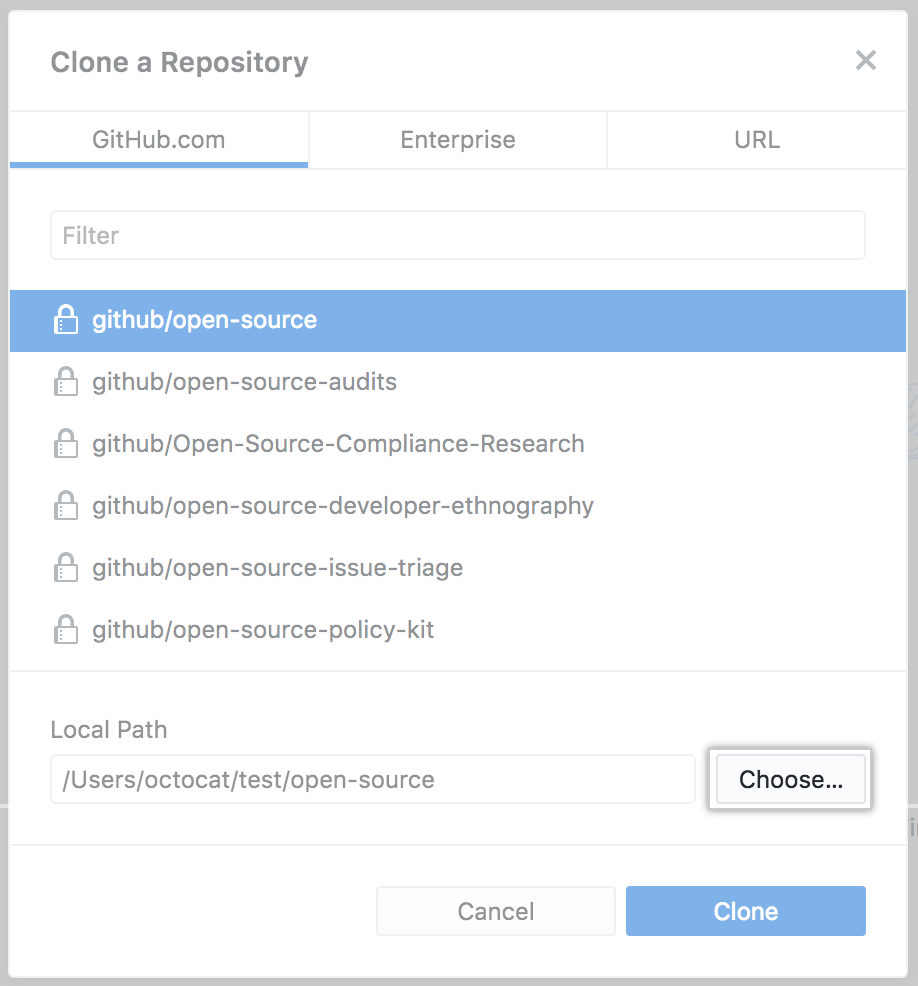 Clone a Repository
GitHub.com Enterprise URL
Filter
github/open-source
github/open-source-audits
github/Open-Source-Compliance-Research
github/open-source-developer-ethnography
github/open-source-issue-triage
github/open-source-policy-kit
Local Path
/Users/octocat/test/open-source Choose...
Cancel Clone